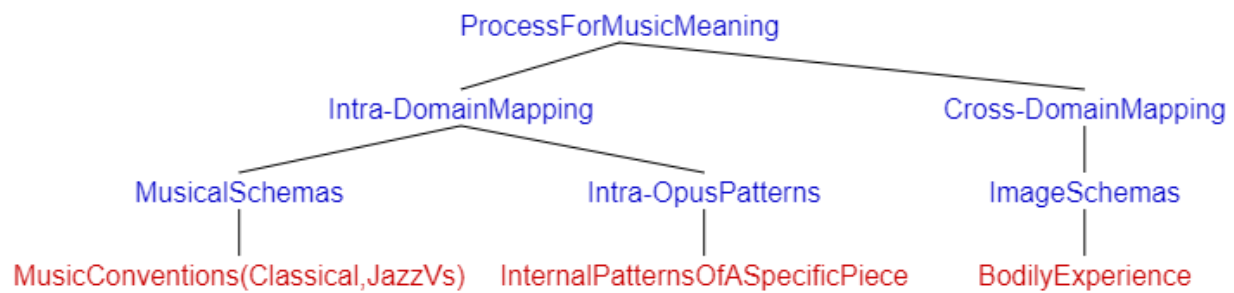 ProcessForMusicMeaning
Intra-DomainMapping Cross-DomainMapping
MusicalSchemas Intra-OpusPatterns ImageSchemas
MusicConventions(Classical,JazzVs) InternalPatternsOfASpecificPiece BodilyExperience